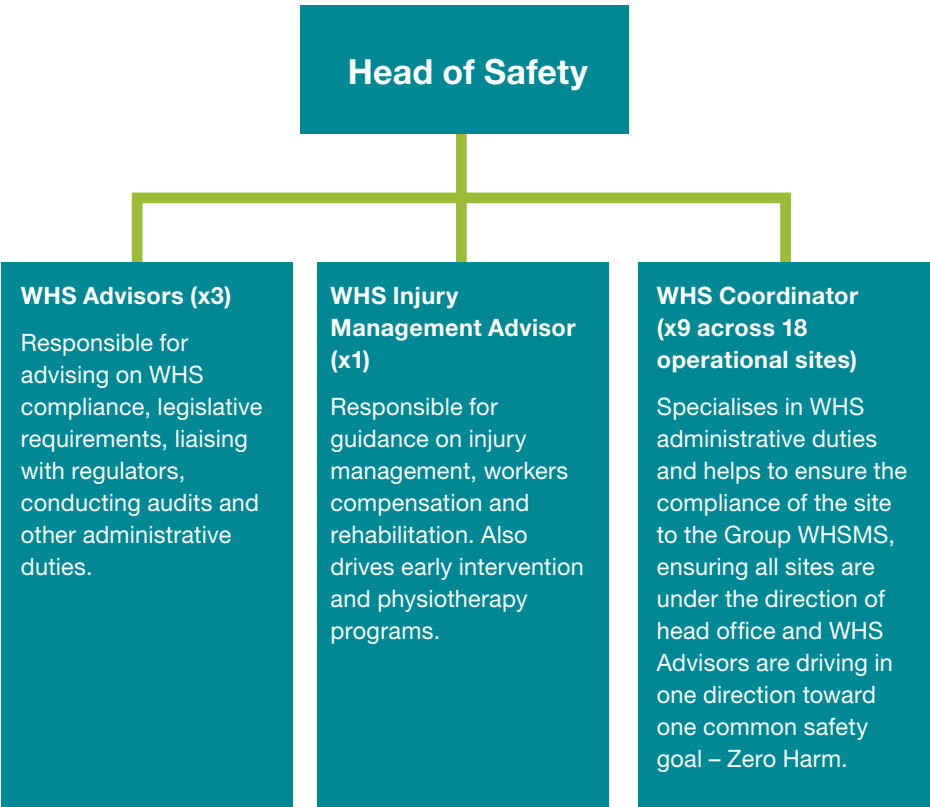 Head of Safety
WHS Advisors (x3)
Responsible for
advising on WHS
compliance, legislative
requirements, liaising
with regulators,
conducting audits and
other administrative
duties.
WHS Injury
Management Advisor
(x1)
Responsible for
guidance on injury
management, workers
compensation and
rehabilitation. Also
drives early intervention
and physiotherapy
programs.
WHS Coordinator
(x9 across 18
operational sites)
Specialises in WHS
administrative duties
and helps to ensure the
compliance of the site
to the Group WHSMS,
ensuring all sites are
under the direction of
head office and WHS
Advisors are driving in
one direction toward
one common safety
goal – Zero Harm.